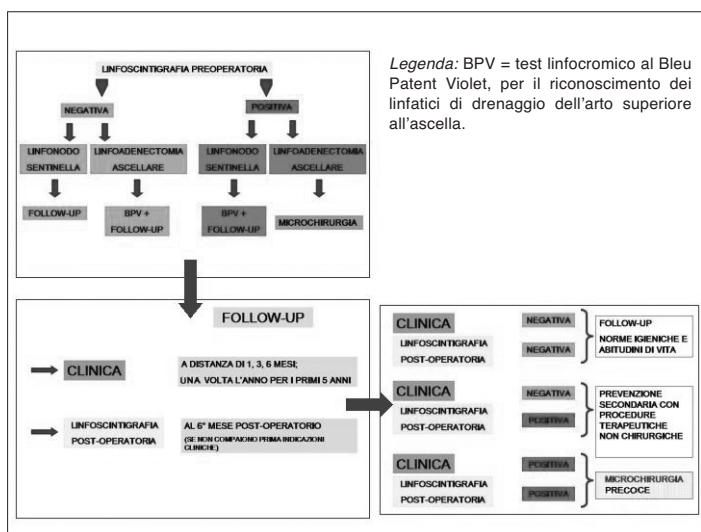 LINFOSCINTIGRAFIA PREOPERATORIA
NEGATIVA
POSITIVA
LINFONODO SENTINELLA
LINFOADENECTOMIA ASCELLARE
LINFONODO SENTINELLA
LINFOADENECTOMIA ASCELLARE
FOLLOW-UP
BPV + FOLLOW-UP
BPV + FOLLOW-UP
MICROCHIRURGIA
Legenda: BPV = test linfocromico al Bleu
Patent Violet, per il riconoscimento dei
linfatici di drenaggio dell'arto superiore
all'ascella.
FOLLOW-UP
CLINICA
A DISTANZA DI 1, 3, 6 MESI;
UNA VOLTA L'ANNO PER I PRIMI 5 ANNI
LINFOSCINTIGRAFIA
POST-OPERATORIA
AL 6° MESE POST-OPERATORIO
(SE NON COMPAIONO PRIMA INDICAZIONI
CLINICHE)
CLINICA
NEGATIVA
LINFOSCINTIGRAFIA
POST-OPERATORIA
NEGATIVA
FOLLOW-UP
NORME IGIENICHE E
ABITUDINI DI VITA
CLINICA
NEGATIVA
LINFOSCINTIGRAFIA
POST-OPERATORIA
POSITIVA
PREVENZIONE
SECONDARIA CON
PROCEDURE
TERAPEUTICHE
NON CHIRURGICHE
CLINICA
POSITIVA
LINFOSCINTIGRAFIA
POST-OPERATORIA
POSITIVA
MICROCHIRURGIA
PRECOCE